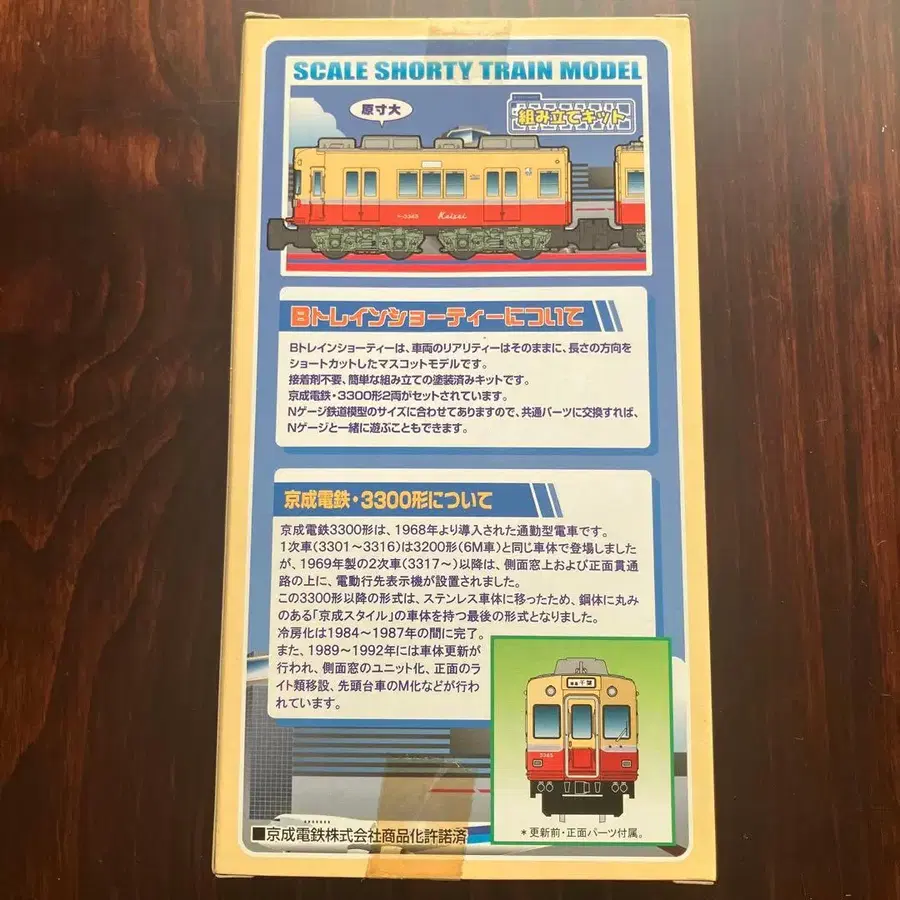 SCALE SHORTY TRAIN MODEL
原寸大
組み立てキット
Keisei
Bトレインショーティーについて
Bトレインショーティーは、車両のリアリティーはそのままに、長さの方向を
ショートカットしたマスコットモデルです。
接着剤不要、簡単な組み立ての塗装済みキットです。
京成電鉄・3300形2両がセットされています。
Nゲージ鉄道模型のサイズに合わせてありますので、共通パーツに交換すれば、
Nゲージと一緒に遊ぶこともできます。
京成電鉄・3300形について
京成電鉄3300形は、1968年より導入された通勤型電車です。
1次車(3301〜3316)は3200形(6M車)と同じ車体で登場しました
が、1969年製の2次車(3317〜)以降は、側面窓上および正面貫通
路の上に、電動行先表示機が設置されました。
この3300形以降の形式は、ステンレス車体に移ったため、鋼体に丸み
のある「京成スタイル」の車体を持つ最後の形式となりました。
冷房化は1984〜1987年の間に完了。
また、1989〜1992年には車体更新が
行われ、側面窓のユニット化、正面のラ
イト類移設、先頭台車のM化などが行わ
れています。
千葉
3345
*更新前・正面パーツ付属。
■京成電鉄株式会社商品化許諾済